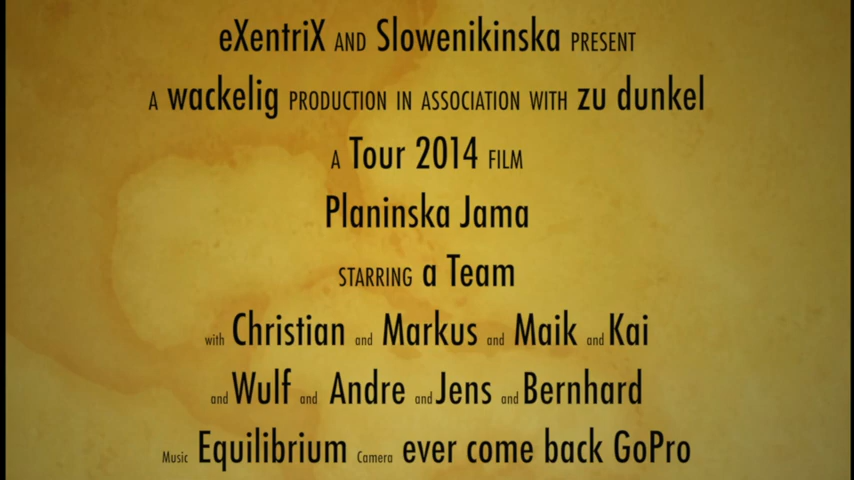 eXentriX AND Slowenikinska PRESENT
A wackelig PRODUCTION IN ASSOCIATION WITH zu dunkel
A Tour 2014 FILM
Planinska Jama
STARRING a Team
with Christian and Markus and Maik and Kai
and Wulf and Andre and Jens and Bernhard
Music Equilibrium Camera ever come back GoPro